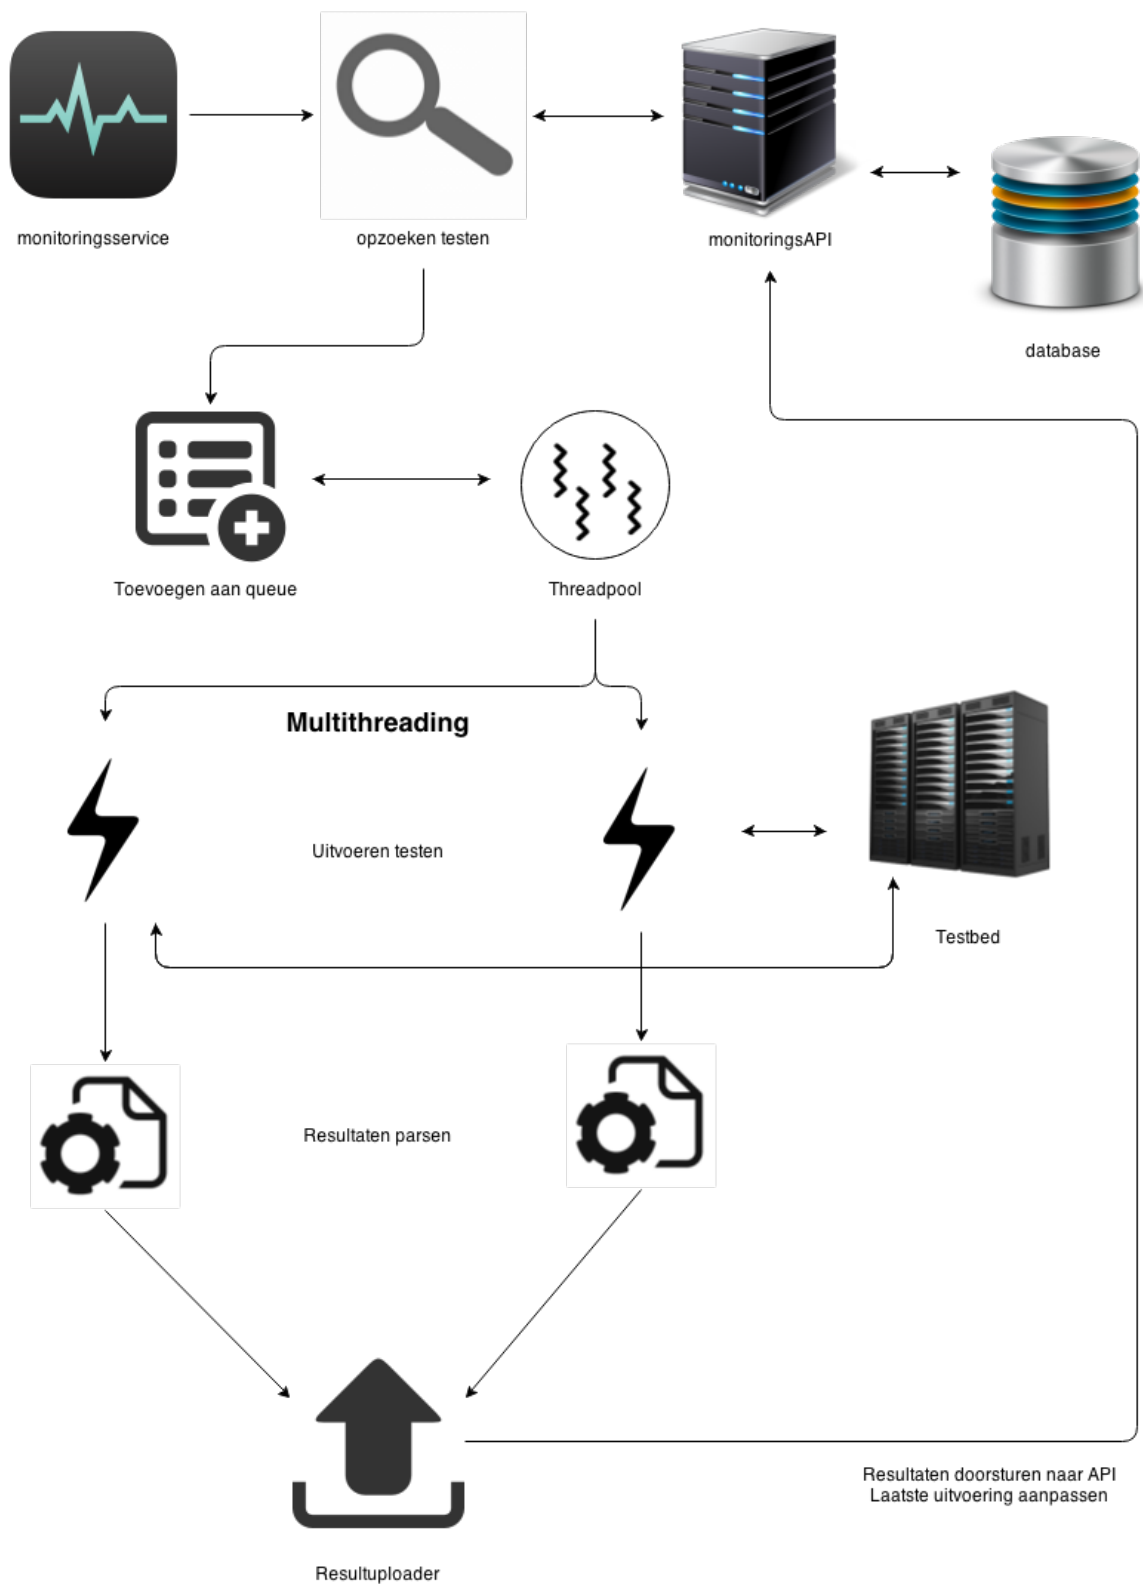 monitoringsservice
opzoeken testen
monitoringsAPI
database
Toevoegen aan queue
Threadpool
Multithreading
Uitvoeren testen
Testbed
Resultaten parsen
Resultaten doorsturen naar API
Laatste uitvoering aanpassen
Resultuploader